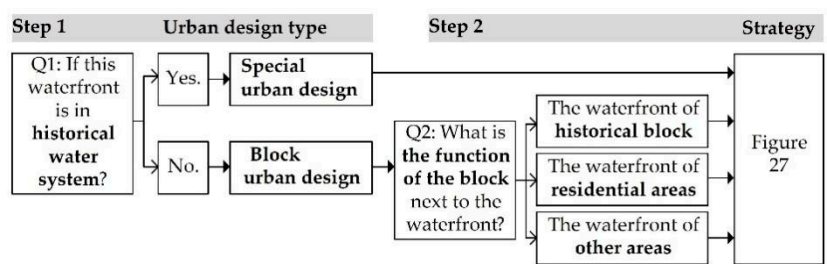 Step 1
Urban design type
Step 2
Strategy
Q1: If this
waterfront
is in
historical
water
system?
Yes.
Special
urban design
No.
Block
urban design
Q2: What is
the function
of the block
next to the
waterfront?
The waterfront of
historical block
The waterfront of
residential areas
The waterfront of
other areas
Figure
27